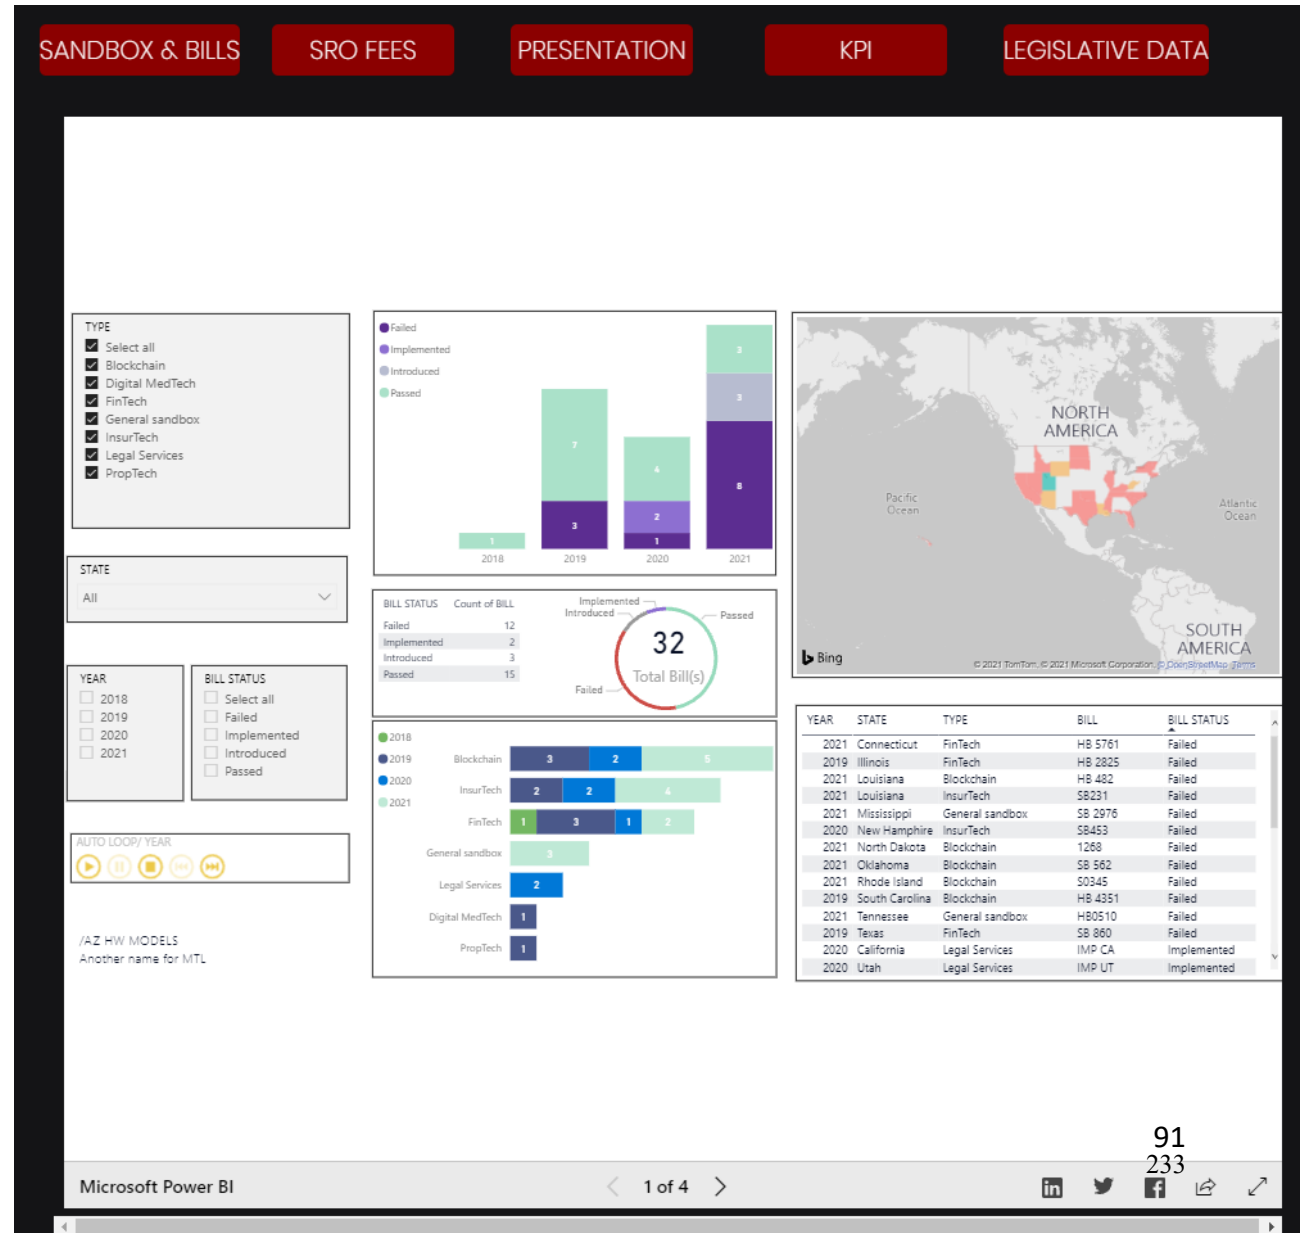 SANDBOX & BILLS
SRO FEES
PRESENTATION
KPI
LEGISLATIVE DATA
TYPE
Select all
Blockchain
Digital MedTech
FinTech
General sandbox
InsurTech
Legal Services
PropTech
STATE
All
YEAR
2018
2019
2020
2021
BILL STATUS
Select all
Failed
Implemented
Introduced
Passed
AUTO LOOP/ YEAR
/AZ HW MODELS
Another name for MTL
Failed
Implemented
Introduced
Passed
3
3
8
7
3
4
2
1
1
2018 2019 2020 2021
BILL STATUS Count of BILL
Failed 12
Implemented 2
Introduced 3
Passed 15
Implemented
Introduced
Passed
Failed
32
Total Bill(s)
2018
2019
2020
2021
Blockchain 3 2 5
InsurTech 2 2 4
FinTech 1 3 1 2
General sandbox 3
Legal Services 2
Digital MedTech 1
PropTech 1
NORTH
AMERICA
Pacific
Ocean
Atlantic
Ocean
SOUTH
AMERICA
Bing
© 2021 TomTom, © 2021 Microsoft Corporation, © OpenStreetMap Terms
YEAR STATE TYPE BILL BILL STATUS
2021 Connecticut FinTech HB 5761 Failed
2019 Illinois FinTech HB 2825 Failed
2021 Louisiana Blockchain HB 482 Failed
2021 Louisiana InsurTech SB231 Failed
2021 Mississippi General sandbox SB 2976 Failed
2020 New Hamphire InsurTech SB453 Failed
2021 North Dakota Blockchain 1268 Failed
2021 Oklahoma Blockchain SB 562 Failed
2021 Rhode Island Blockchain S0345 Failed
2019 South Carolina Blockchain HB 4351 Failed
2021 Tennessee General sandbox HB0510 Failed
2019 Texas FinTech SB 860 Failed
2020 California Legal Services IMP CA Implemented
2020 Utah Legal Services IMP UT Implemented
91
233
Microsoft Power BI
1 of 4